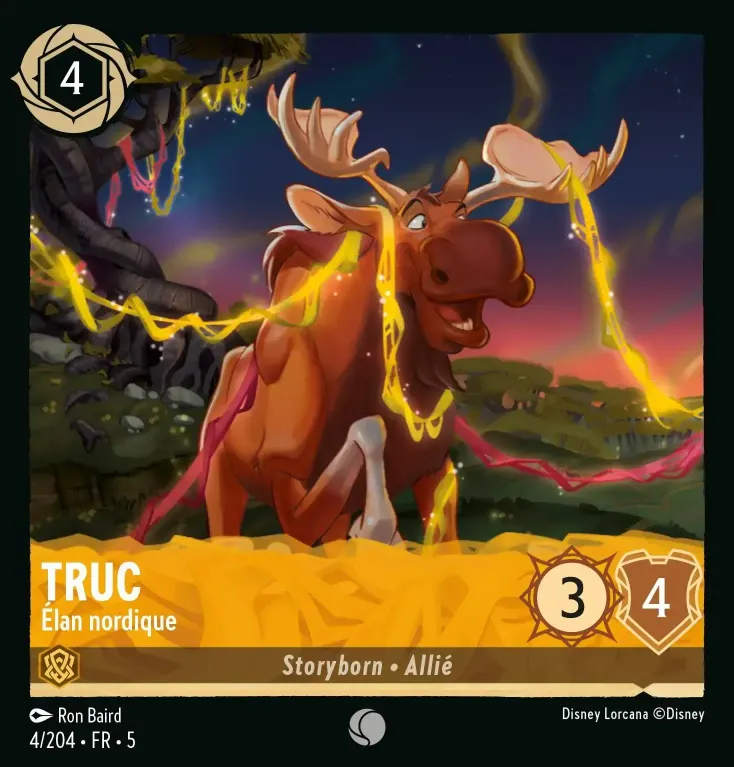 4
TRUC
Élan nordique
3
4
Storyborn • Allié
Ron Baird
Disney Lorcana ©Disney
4/204 • FR • 5